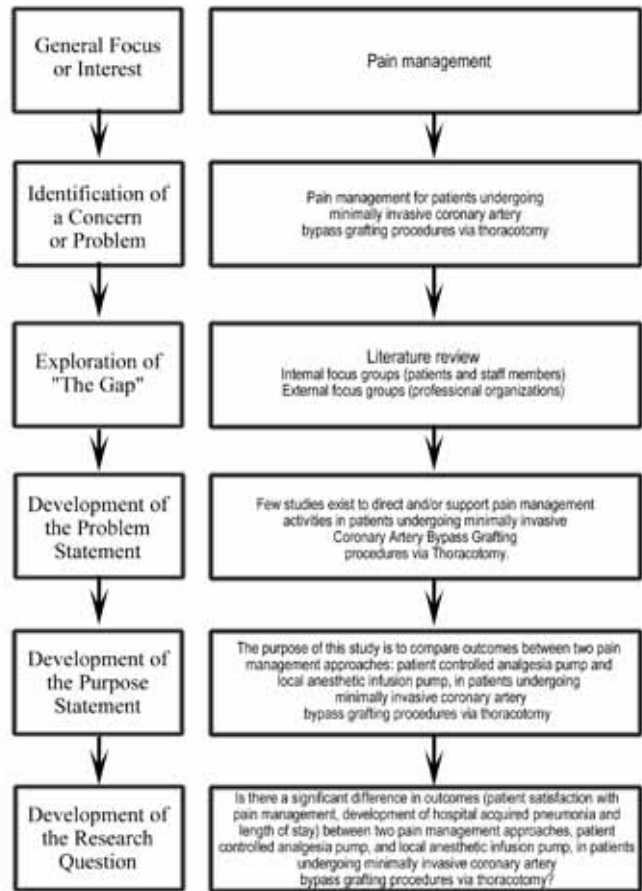 General Focus
or Interest
Pain management
Identification of
a Concern
or Problem
Pain management for patients undergoing
minimally invasive coronary artery
bypass grafting procedures via thoracotomy
Exploration of
"The Gap"
Literature review
Internal focus groups (patients and staff members)
External focus groups (professional organizations)
Development of
the Problem
Statement
Few studies exist to direct and/or support pain management
activities in patients undergoing minimally invasive
Coronary Artery Bypass Grafting
procedures via Thoracotomy.
Development of
the Purpose
Statement
The purpose of this study is to compare outcomes between two pain
management approaches: patient controlled analgesia pump and
local anesthetic infusion pump, in patients undergoing
minimally invasive coronary artery
bypass grafting procedures via thoracotomy
Development of
the Research
Question
Is there a significant difference in outcomes (patient satisfaction with
pain management, development of hospital acquired pneumonia and
length of stay) between two pain management approaches, patient
controlled analgesia pump, and local anesthetic infusion pump, in patients
undergoing minimally invasive coronary artery
bypass grafting procedures via thoracotomy?